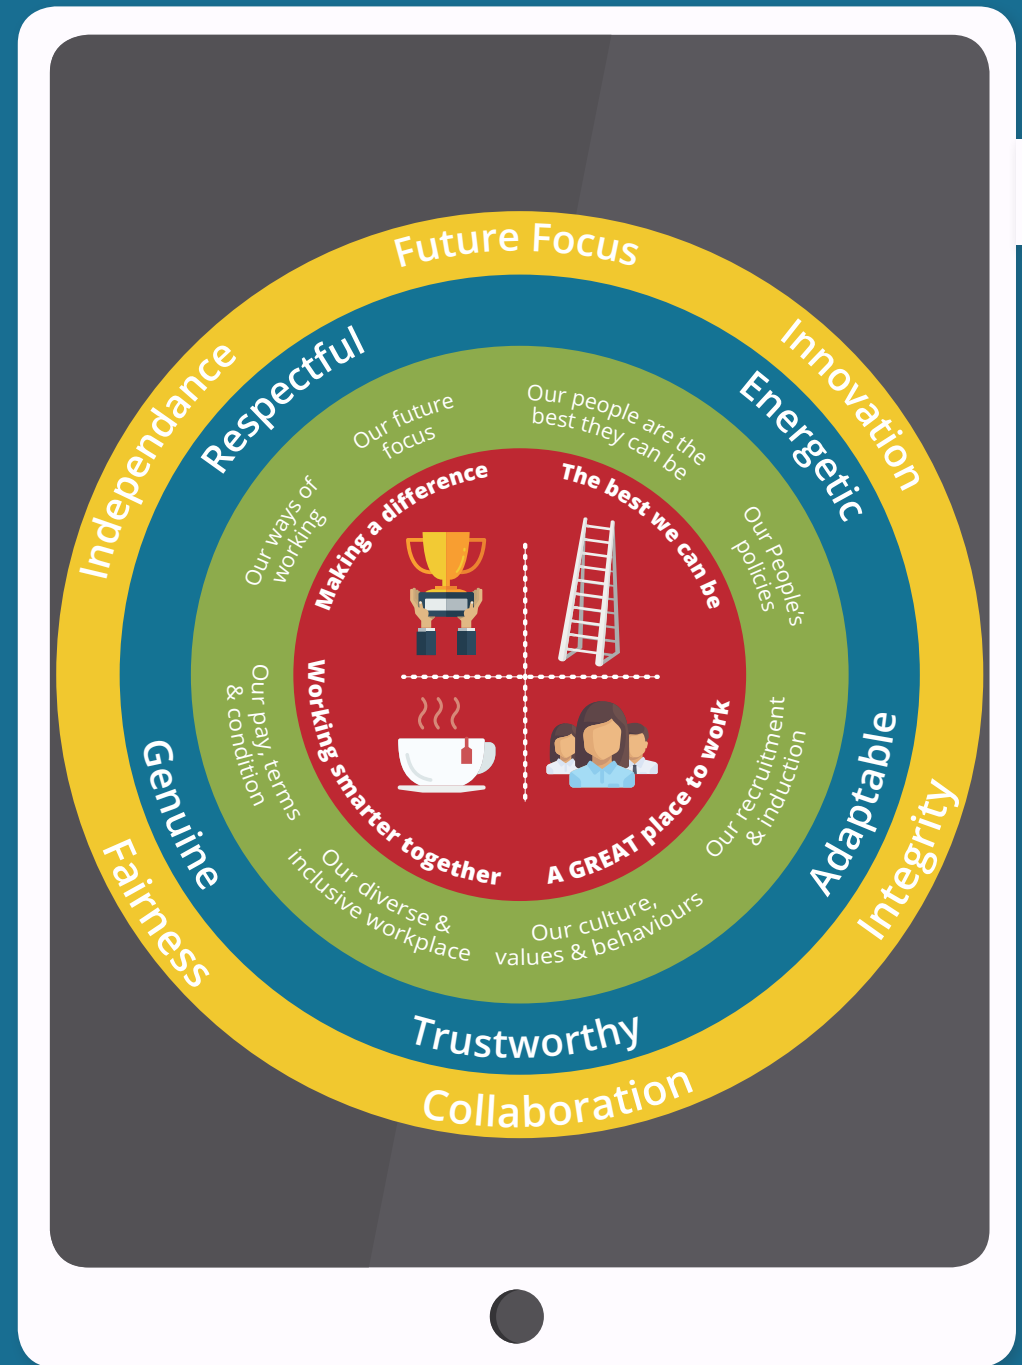 Future Focus
Innovation
Integrity
Collaboration
Fairness
Independance
Respectful
Energetic
Adaptable
Trustworthy
Genuine
Our future
focus
Our people are the
best they can be
Our People's
policies
Our recruitment
& induction
Our culture,
values & behaviours
Our diverse &
inclusive workplace
Our pay, terms
& condition
Our ways of
working
Making a difference
The best we can be
A GREAT place to work
Working smarter together